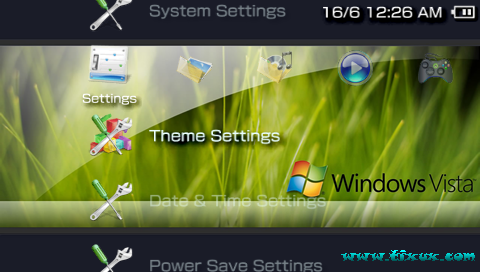 System Settings
16/6 12:26 AM
Settings
Theme Settings
Windows Vista
Date & Time Settings
www.fixux.com
Power Save Settings